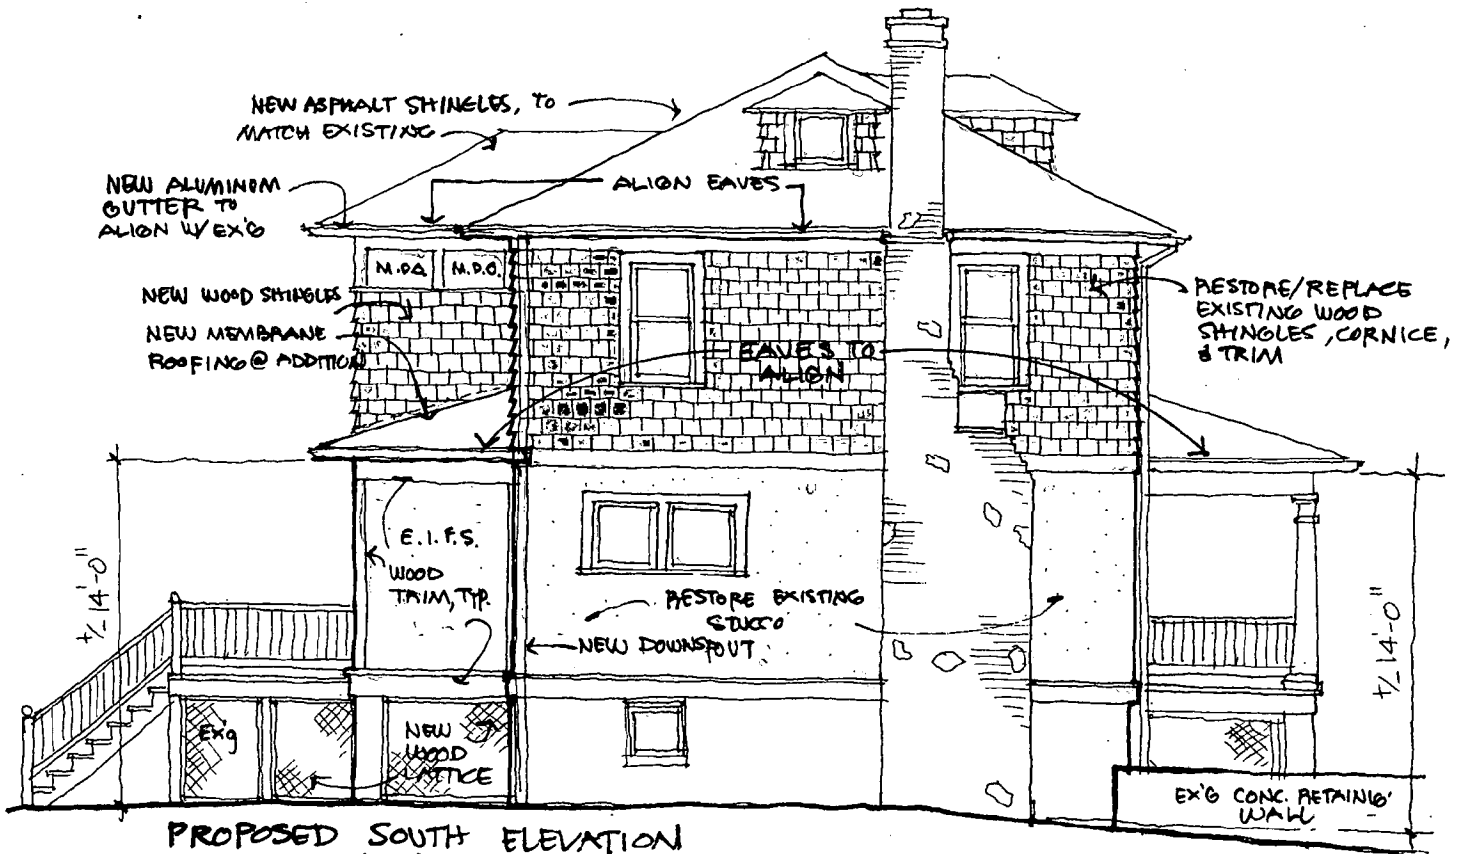 NEW ASPHALT SHINGLES, TO
MATCH EXISTING
NEW ALUMINUM
GUTTER TO
ALIGN W/EX'G
ALIGN EAVES
M.D.O.
M.D.O.
NEW WOOD SHINGLES
NEW MEMBRANE
ROOFING @ ADDITION
EAVES TO
ALIGN
RESTORE/REPLACE
EXISTING WOOD
SHINGLES, CORNICE,
& TRIM
E.I.F.S.
WOOD
TRIM, TYP.
RESTORE EXISTING
STUCCO
NEW DOWNSPOUT
+/- 14'-0"
+/- 14'-0"
Ex'g
NEW
WOOD
LATTICE
EX'G CONC. RETAING'
WALL
PROPOSED SOUTH ELEVATION